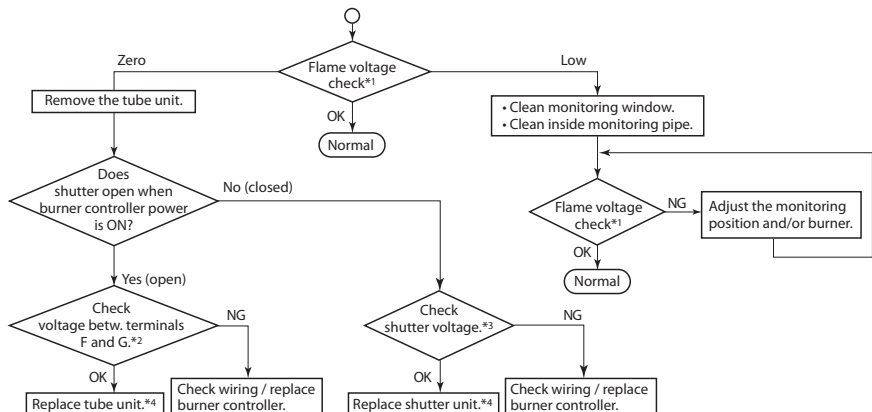 Zero
Flame voltage
check*1
Low
Remove the tube unit.
OK
Normal
• Clean monitoring window.
• Clean inside monitoring pipe.
Does
shutter open when
burner controller power
is ON?
No (closed)
Flame voltage
check*1
NG
Adjust the monitoring
position and/or burner.
OK
Normal
Yes (open)
Check
voltage betw. terminals
F and G.*2
NG
Check
shutter voltage.*3
NG
OK
Replace tube unit.*4
Check wiring / replace
burner controller.
OK
Replace shutter unit.*4
Check wiring / replace
burner controller.